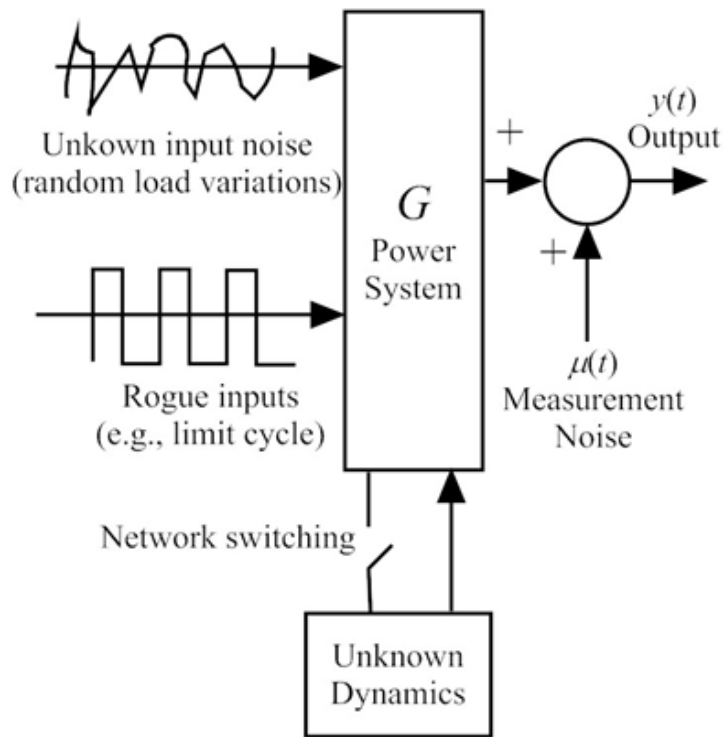 Unkown input noise
(random load variations)
Rogue inputs
(e.g., limit cycle)
G
Power
System
+
y(t)
Output
+
μ(t)
Measurement
Noise
Network switching
Unknown
Dynamics